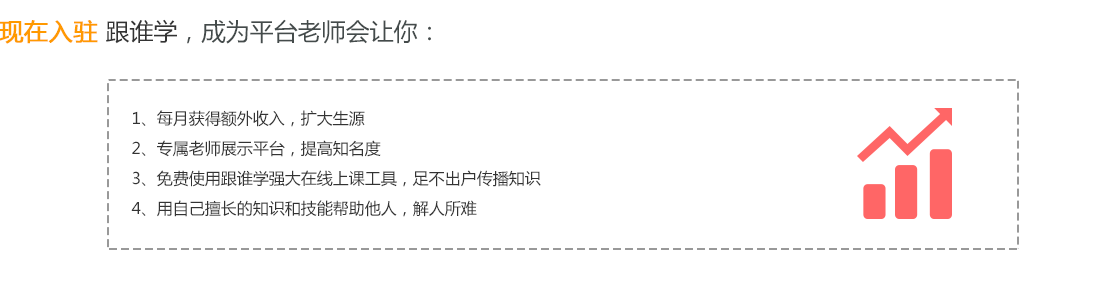 现在入驻 跟谁学，成为平台老师会让你：
1、每月获得额外收入，扩大生源
2、专属老师展示平台，提高知名度
3、免费使用跟谁学强大在线上课工具，足不出户传播知识
4、用自己擅长的知识和技能帮助他人，解人所难